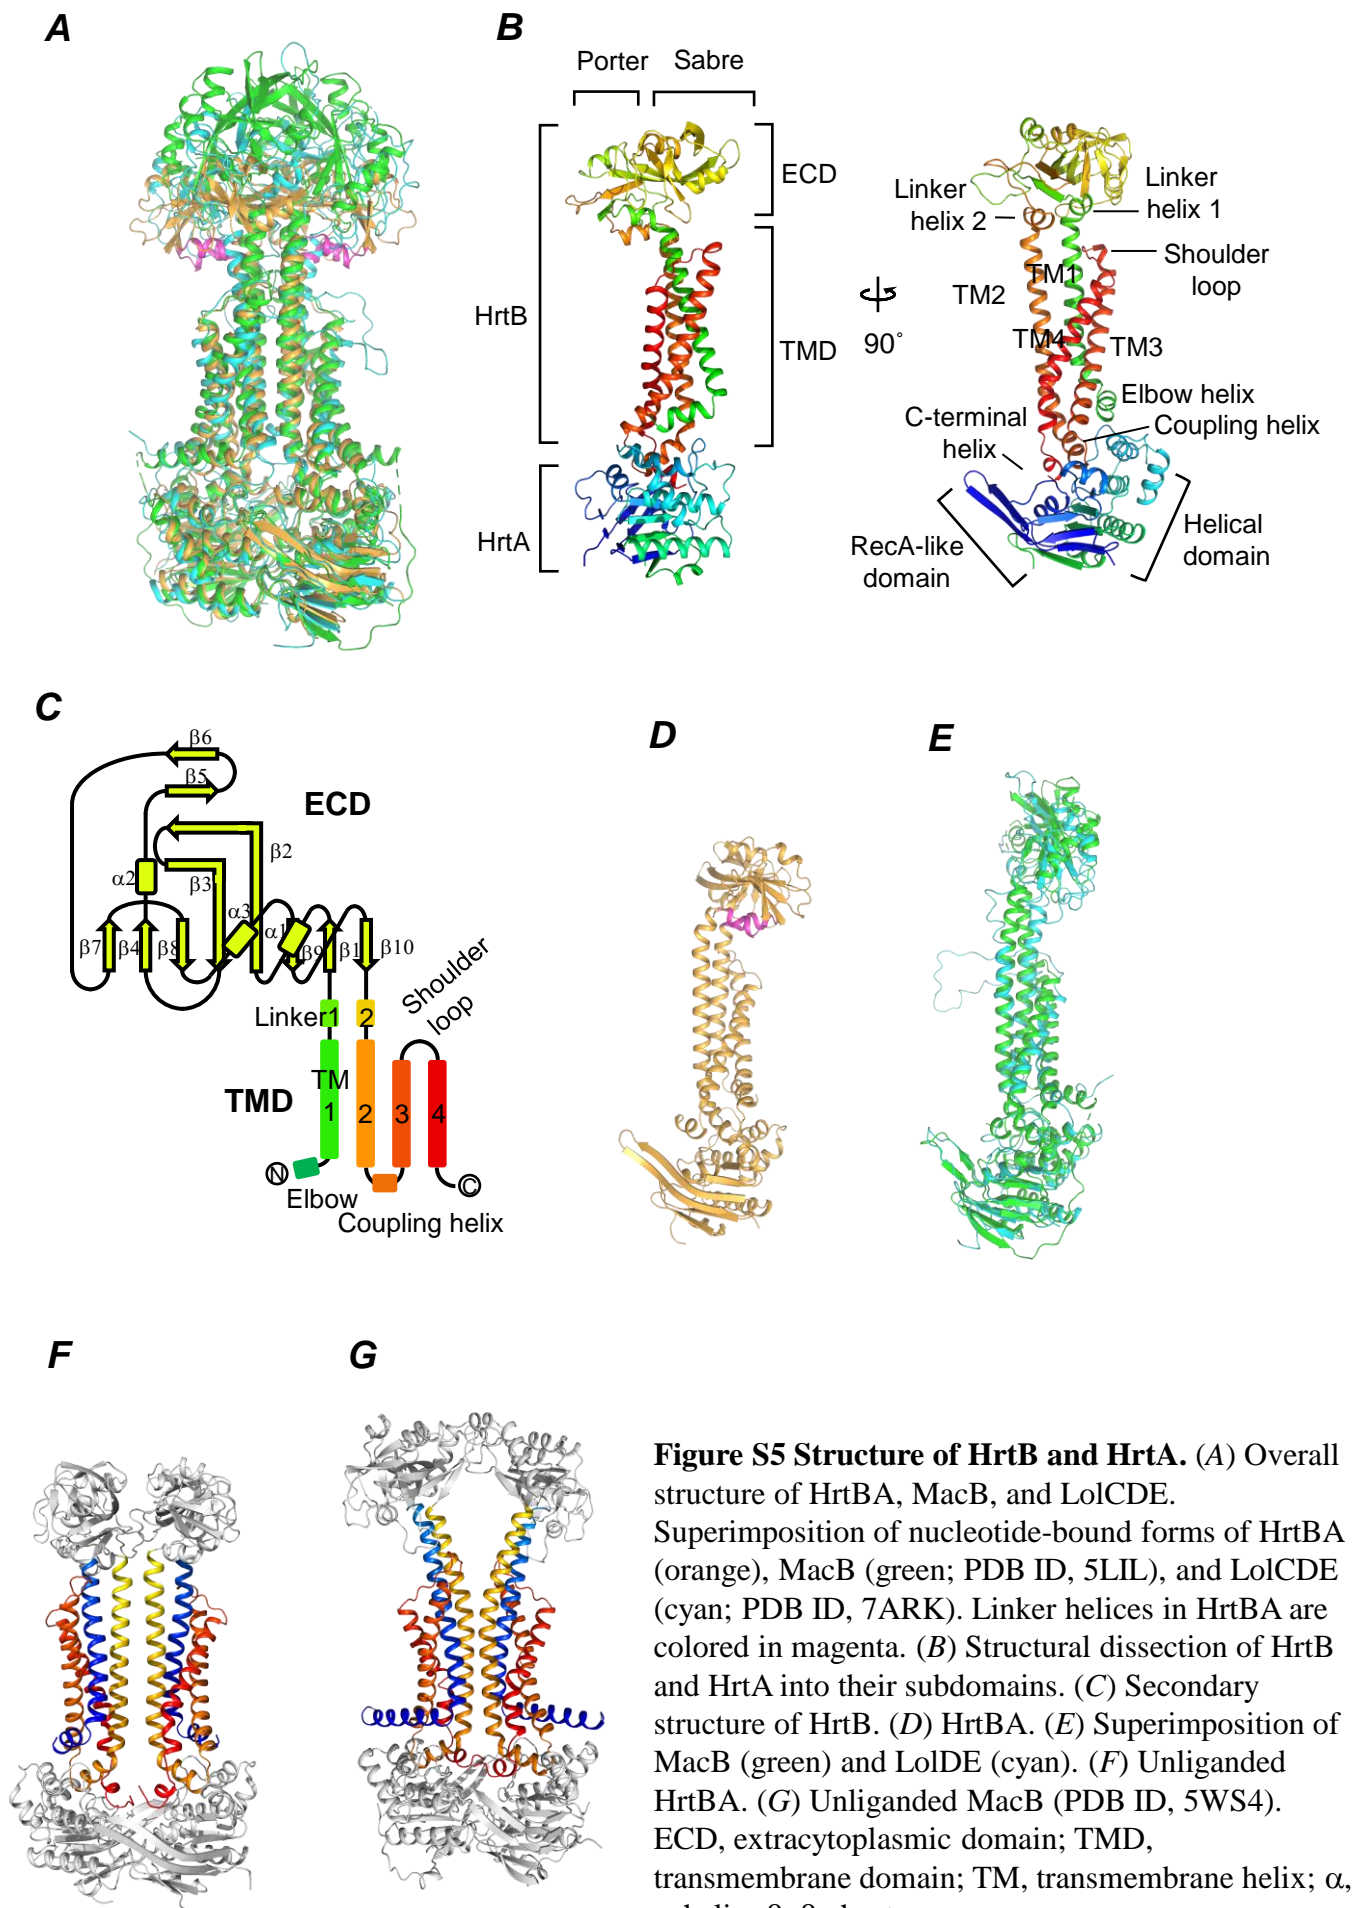 A
B
Porter
Sabre
ECD
HrtB
TMD
HrtA
90°
Linker
helix 2
Linker
helix 1
Shoulder
loop
TM1
TM2
TM4
TM3
Elbow helix
C-terminal
helix
Coupling helix
RecA-like
domain
Helical
domain
C
β6
β5
ECD
β2
α2
β3
α3
α1
β7
β4
β8
β9
β1
β10
Shoulder
loop
Linker1
2
TM
1
TMD
2
3
4
N
C
Elbow
Coupling helix
D
E
F
G
Figure S5 Structure of HrtB and HrtA. (A) Overall
structure of HrtBA, MacB, and LolCDE.
Superimposition of nucleotide-bound forms of HrtBA
(orange), MacB (green; PDB ID, 5LIL), and LolCDE
(cyan; PDB ID, 7ARK). Linker helices in HrtBA are
colored in magenta. (B) Structural dissection of HrtB
and HrtA into their subdomains. (C) Secondary
structure of HrtB. (D) HrtBA. (E) Superimposition of
MacB (green) and LolDE (cyan). (F) Unliganded
HrtBA. (G) Unliganded MacB (PDB ID, 5WS4).
ECD, extracytoplasmic domain; TMD,
transmembrane domain; TM, transmembrane helix; α,